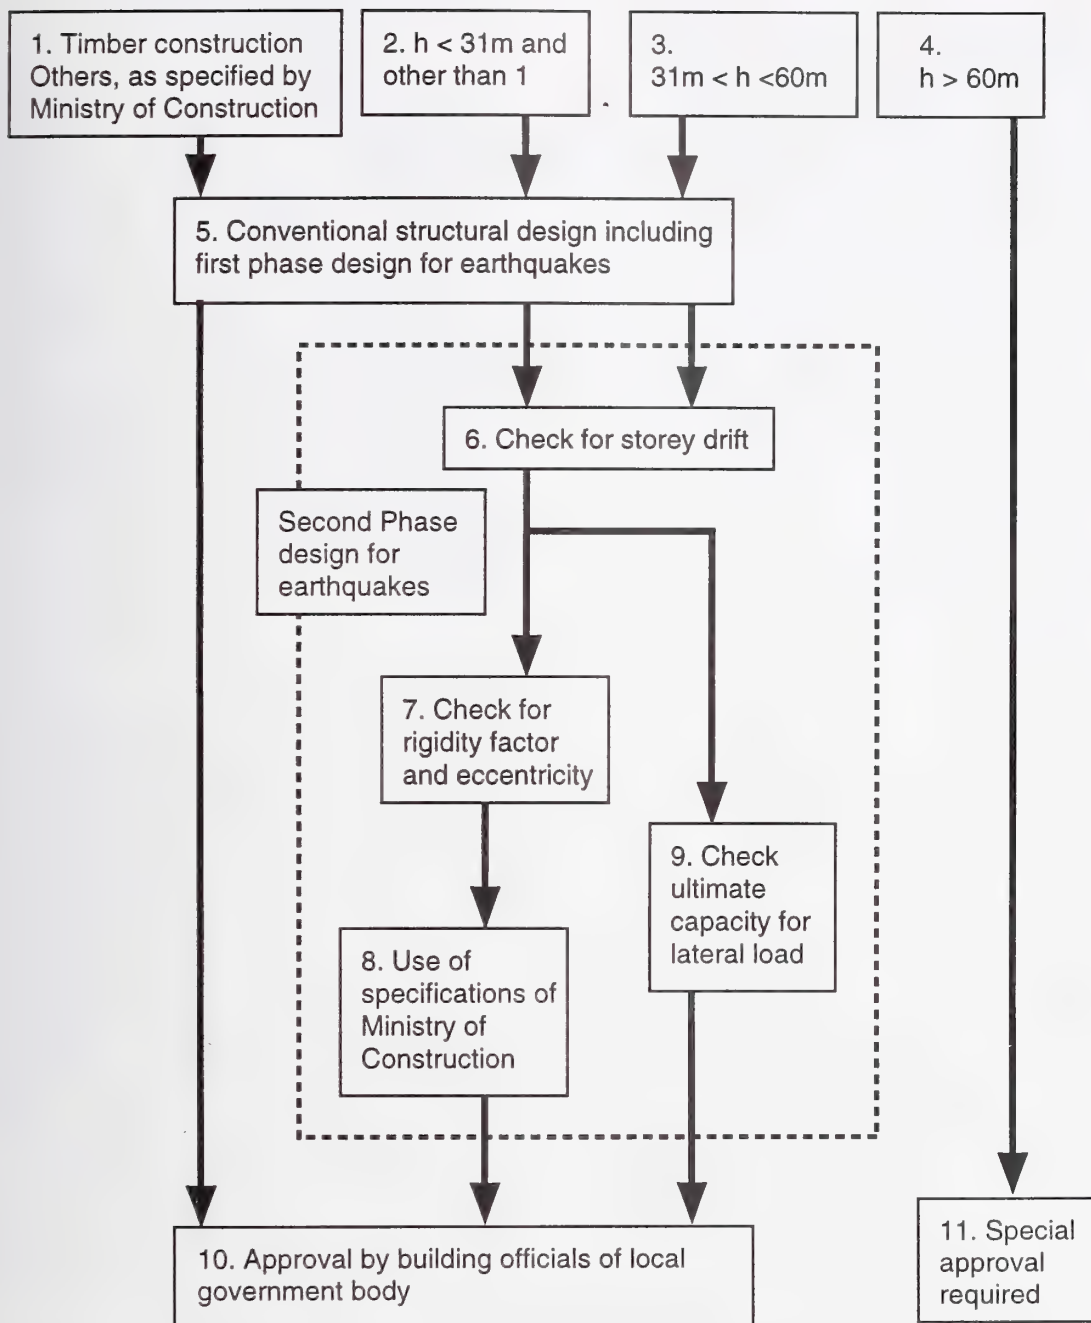 1. Timber construction
Others, as specified by
Ministry of Construction
2. h < 31m and
other than 1
3.
31m < h <60m
4.
h > 60m
5. Conventional structural design including
first phase design for earthquakes
6. Check for storey drift
Second Phase
design for
earthquakes
7. Check for
rigidity factor
and eccentricity
9. Check
ultimate
capacity for
lateral load
8. Use of
specifications of
Ministry of
Construction
10. Approval by building officials of local
government body
11. Special
approval
required